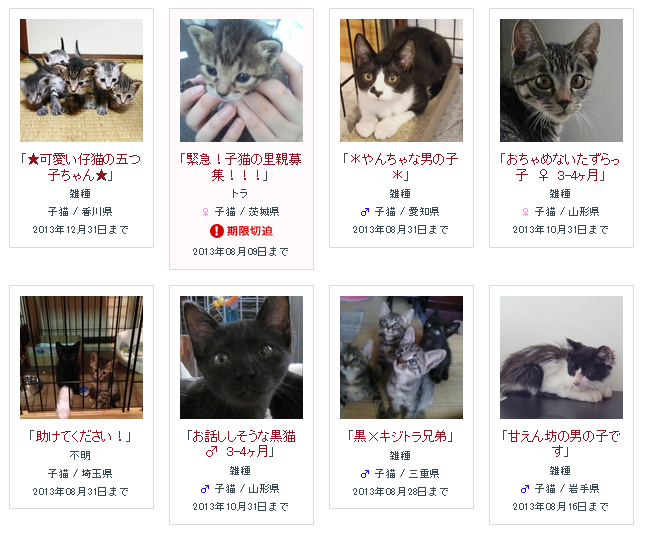 「★可愛い仔猫の五つ
子ちゃん★」
雑種
子猫 / 香川県
2013年12月31日まで
「緊急！子猫の里親募
集！！！」
トラ
♀ 子猫 / 茨城県
! 期限切迫
2013年08月09日まで
「＊やんちゃな男の子
＊」
雑種
♂ 子猫 / 愛知県
2013年08月31日まで
「おちゃめないたずらっ
子 ♀ 3-4ヶ月」
雑種
♀ 子猫 / 山形県
2013年10月31日まで
「助けてください！」
不明
子猫 / 埼玉県
2013年08月31日まで
「お話ししそうな黒猫
♂ 3-4ヶ月」
雑種
♂ 子猫 / 山形県
2013年10月31日まで
「黒×キジトラ兄弟」
雑種
♂ 子猫 / 三重県
2013年08月28日まで
「甘えん坊の男の子で
す」
雑種
♂ 子猫 / 岩手県
2013年08月16日まで